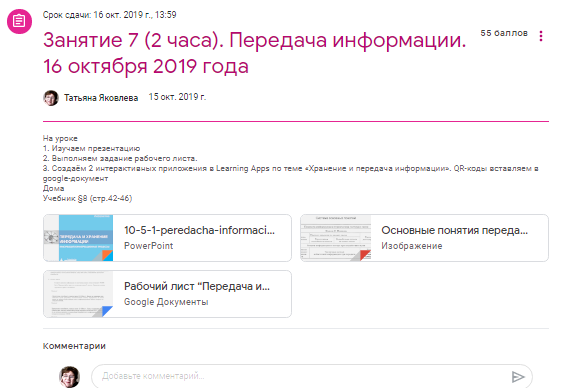 Срок сдачи: 16 окт. 2019 г., 13:59
Занятие 7 (2 часа). Передача информации.
16 октября 2019 года
55 баллов
Татьяна Яковлева 15 окт. 2019 г.
На уроке
1. Изучаем презентацию
2. Выполняем задание рабочего листа.
3. Создаём 2 интерактивных приложения в Learning Apps по теме «Хранение и передача информации». QR-коды вставляем в
google-документ
Дома
Учебник §8 (стр.42-46)
ПЕРЕДАЧА И ХРАНЕНИЕ
ИНФОРМАЦИИ
10-5-1-peredacha-informaci...
PowerPoint
Основные понятия переда...
Изображение
Рабочий лист “Передача и...
Google Документы
Комментарии
Добавьте комментарий...